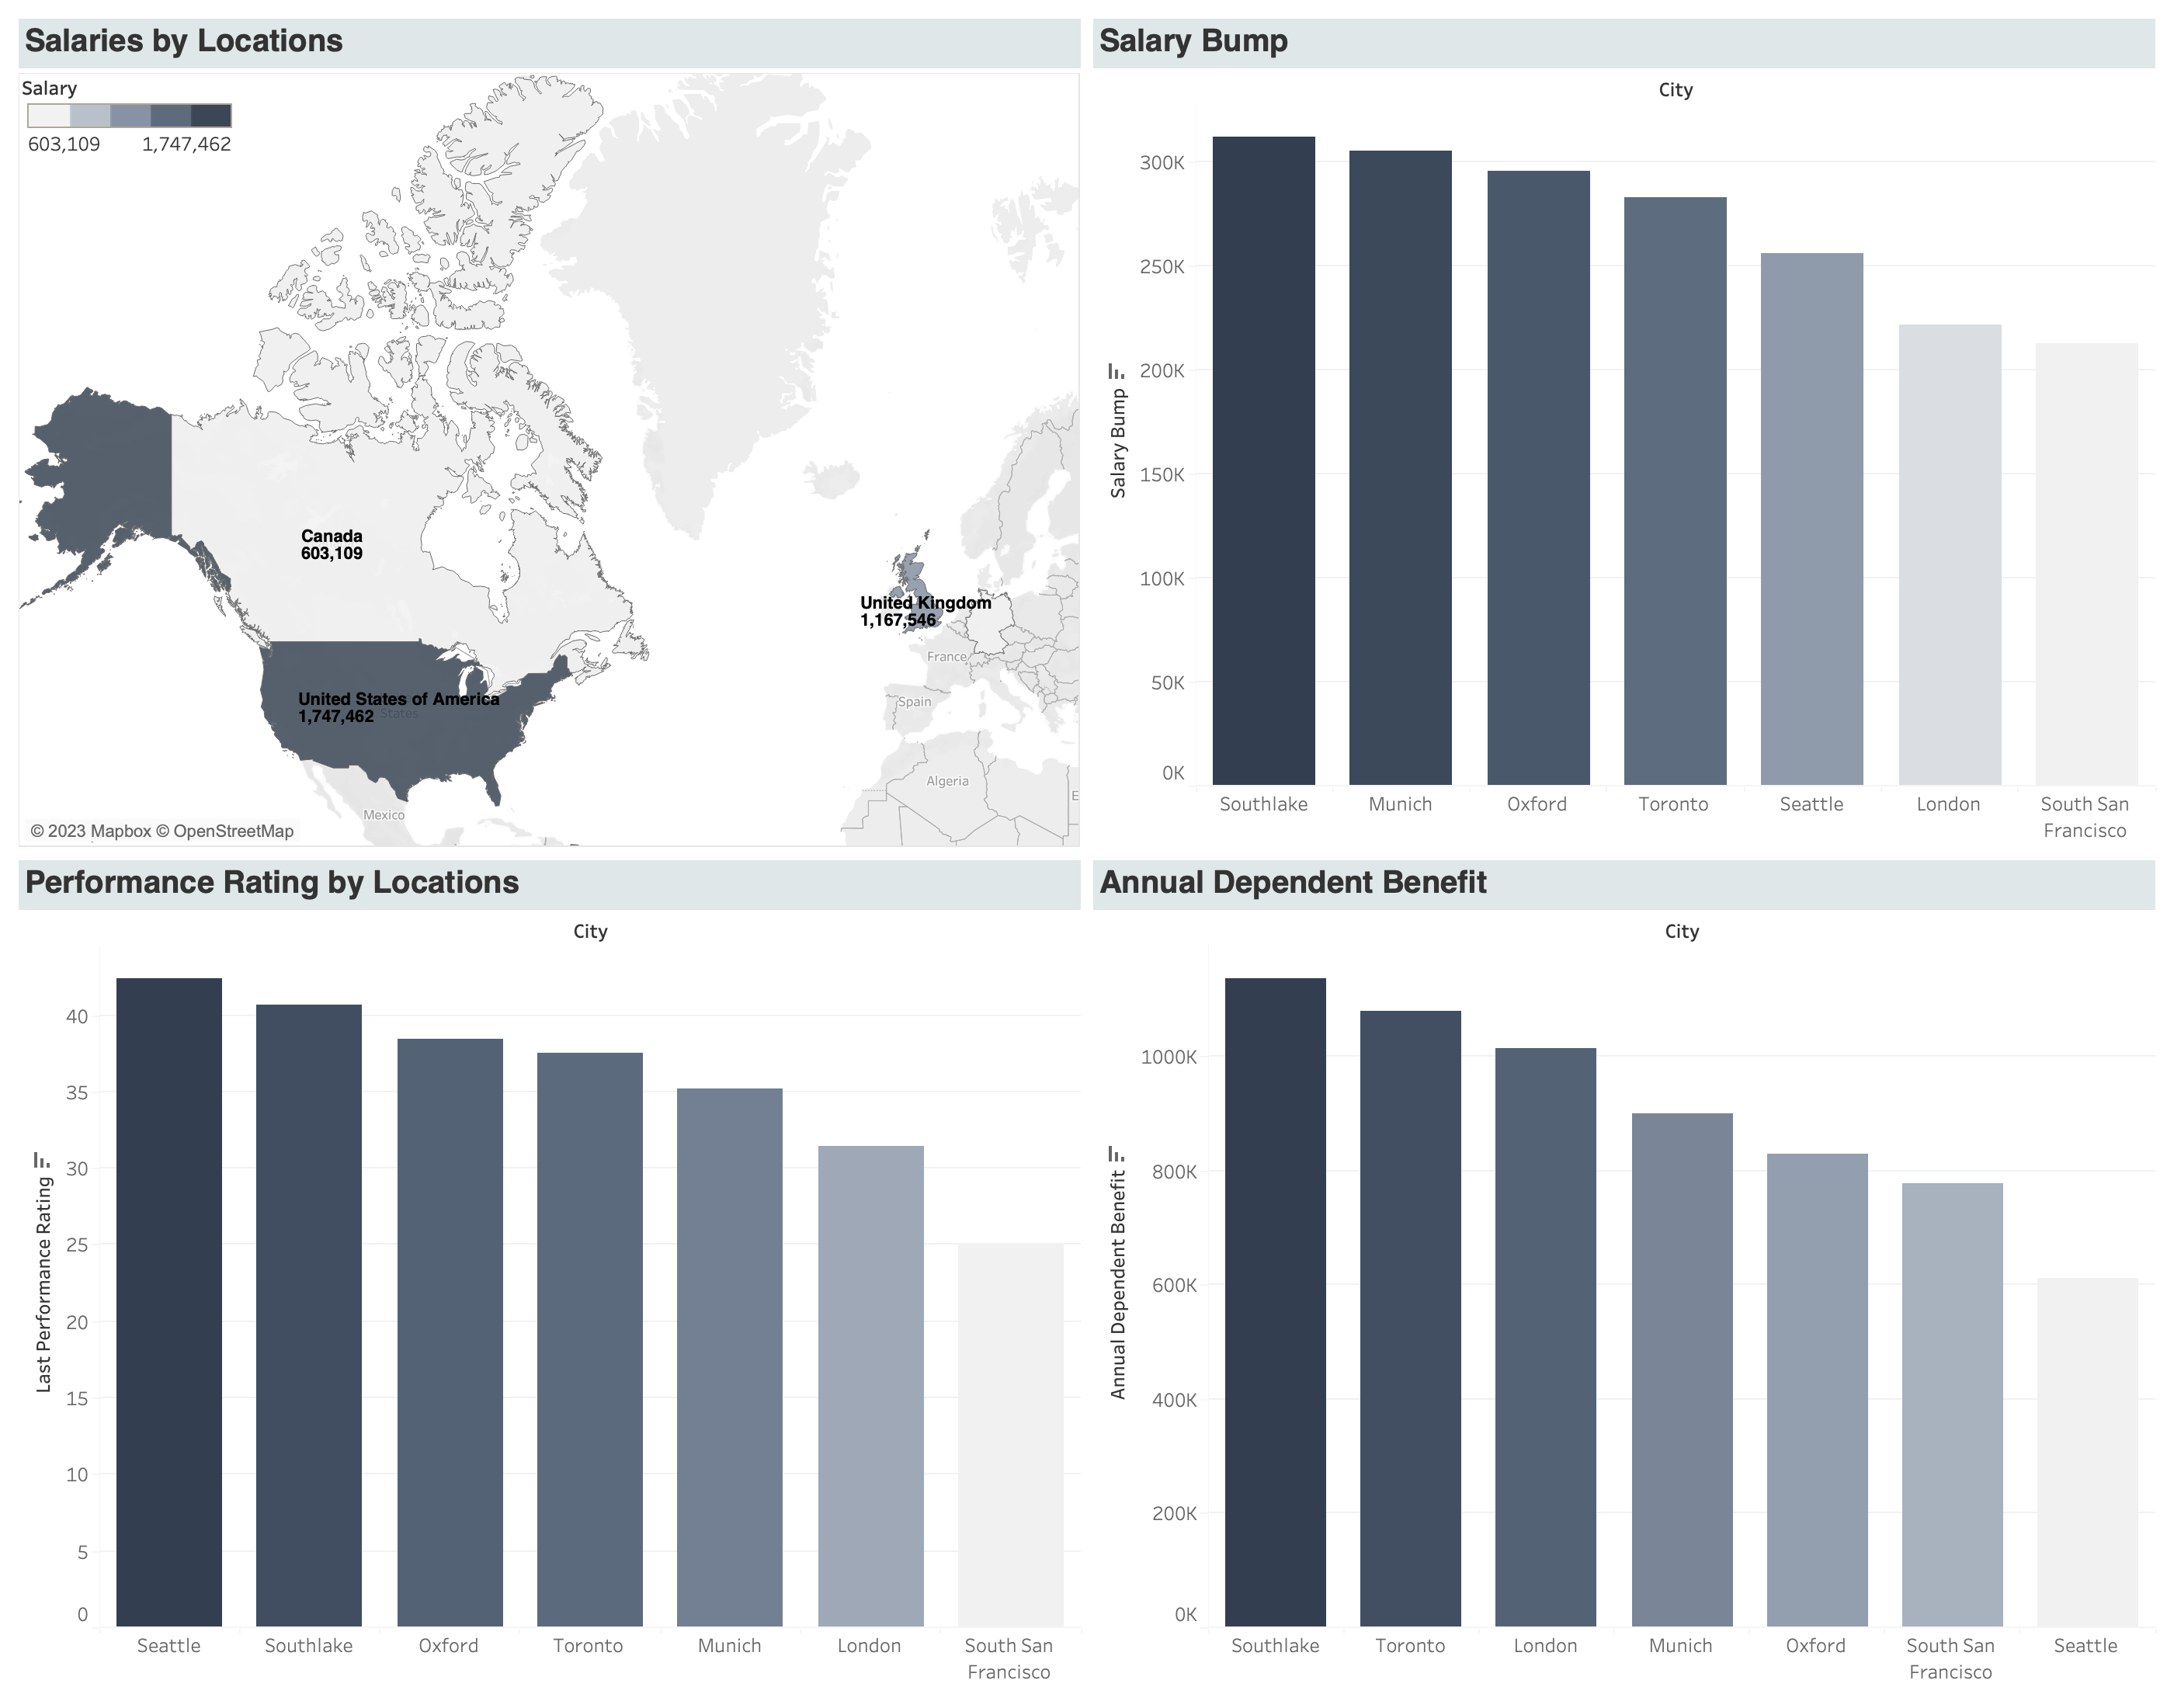 Salaries by Locations
Salary
603,109
1,747,462
Canada
603,109
United Kingdom
1,167,546
France
Spain
United States of America
1,747,462
States
Algeria
E
Mexico
© 2023 Mapbox © OpenStreetMap
Salary Bump
City
300K
250K
200K
150K
100K
50K
0K
Salary Bump
Southlake
Munich
Oxford
Toronto
Seattle
London
South San
Francisco
Performance Rating by Locations
City
40
35
30
25
20
15
10
5
0
Last Performance Rating
Seattle
Southlake
Oxford
Toronto
Munich
London
South San
Francisco
Annual Dependent Benefit
City
1000K
800K
600K
400K
200K
0K
Annual Dependent Benefit
Southlake
Toronto
London
Munich
Oxford
South San
Francisco
Seattle